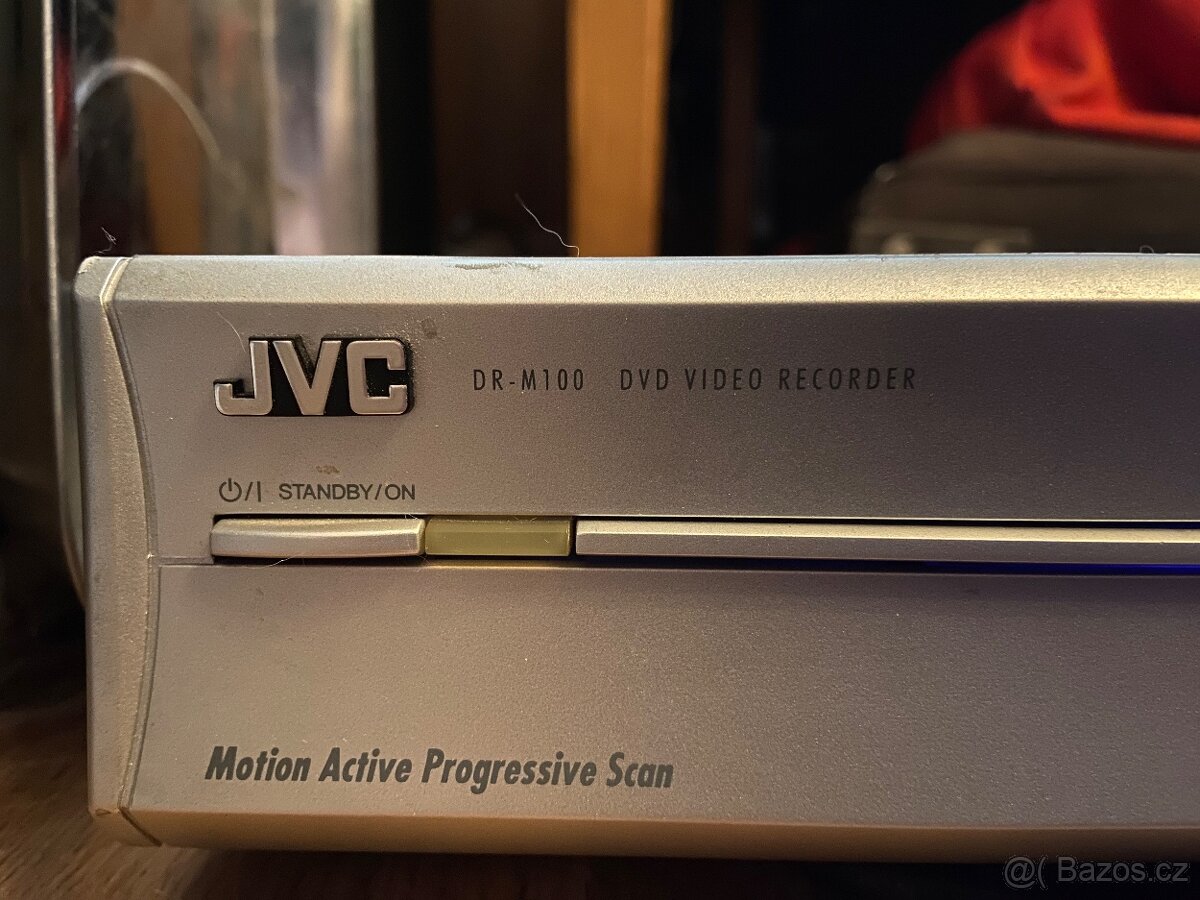 JVC DR-M100 DVD VIDEO RECORDER
⏻/I STANDBY/ON
Motion Active Progressive Scan
@( Bazos.cz